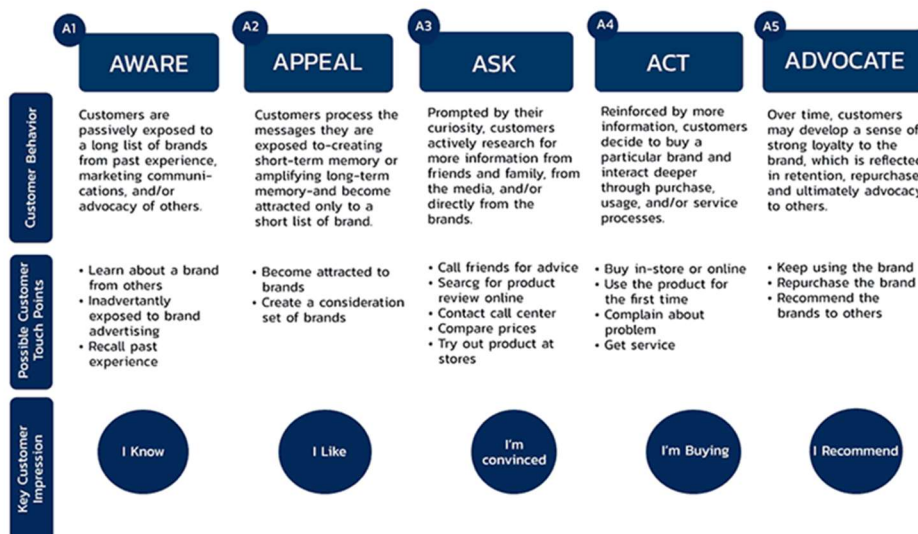 A1
AWARE
A2
APPEAL
A3
ASK
A4
ACT
A5
ADVOCATE
Customer Behavior
Customers are
passively exposed to
a long list of brands
from past experience,
marketing communi-
cations, and/or
advocacy of others.
Customers process the
messages they are
exposed to-creating
short-term memory or
amplifying long-term
memory-and become
attracted only to a
short list of brand.
Prompted by their
curiosity, customers
actively research for
more information from
friends and family, from
the media, and/or
directly from the
brands.
Reinforced by more
information, customers
decide to buy a
particular brand and
interact deeper
through purchase,
usage, and/or service
processes.
Over time, customers
may develop a sense of
strong loyalty to the
brand, which is reflected
in retention, repurchase
and ultimately advocacy
to others.
Possible Customer
Touch Points
• Learn about a brand
from others
• Inadvertantly
exposed to brand
advertising
• Recall past
experience
• Become attracted to
brands
• Create a consideration
set of brands
• Call friends for advice
• Searcg for product
review online
• Contact call center
• Compare prices
• Try out product at
stores
• Buy in-store or online
• Use the product for
the first time
• Complain about
problem
• Get service
• Keep using the brand
• Repurchase the brand
• Recommend the
brands to others
Key Customer
Impression
I Know
I Like
I'm
convinced
I'm Buying
I Recommend